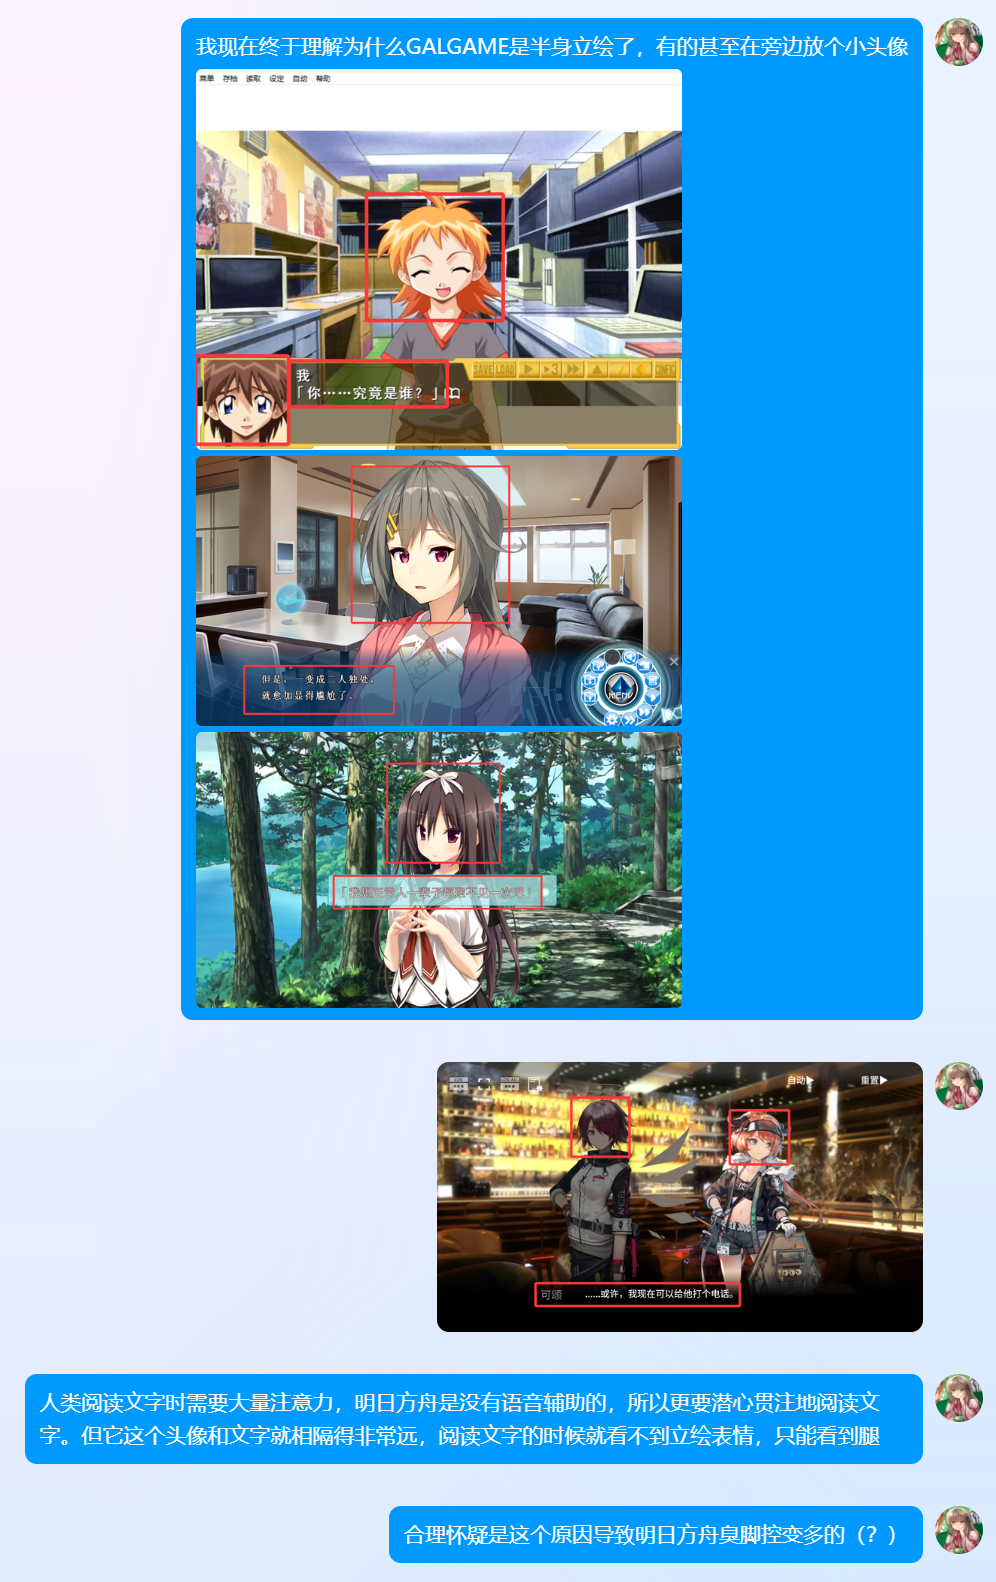 我现在终于理解为什么GALGAME是半身立绘了，有的甚至在旁边放个小头像
菜单 存档 读取 设定 自动 帮助
SAVE LOAD 3 CONFIG
我
「你……究竟是谁？」
但是，一变成二人独处，
就愈加显得尴尬了。
MENU
自动 重置
可颂 ……或许，我现在可以给他打个电话。
人类阅读文字时需要大量注意力，明日方舟是没有语音辅助的，所以更要潜心贯注地阅读文
字。但它这个头像和文字就相隔得非常远，阅读文字的时候就看不到立绘表情，只能看到腿
合理怀疑是这个原因导致明日方舟臭脚控变多的（？）